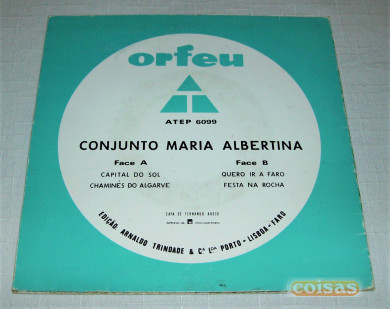 orfeu
ATEP 6099
CONJUNTO MARIA ALBERTINA
Face A
CAPITAL DO SOL
CHAMINÉS DO ALGARVE
Face B
QUERO IR A FARO
FESTA NA ROCHA
CAPA DE FERNANDO AROSO
EDIÇÃO: ARNALDO TRINDADE & Cª Lda PORTO - LISBOA - FARO
coisas